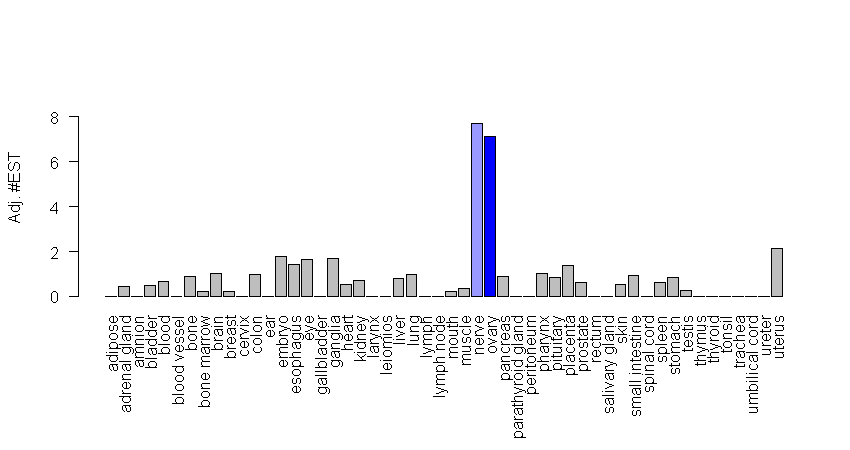 Adj. #EST
8
6
4
2
0
adipose
adrenal gland
amnion
bladder
blood
blood vessel
bone
bone marrow
brain
breast
cervix
colon
ear
embryo
esophagus
eye
gallbladder
ganglia
heart
kidney
larynx
leiomios
liver
lung
lymph
lymph node
mouth
muscle
nerve
ovary
pancreas
parathyroid gland
peritoneum
pharynx
pituitary
placenta
prostate
rectum
salivary gland
skin
small intestine
spinal cord
spleen
stomach
testis
thymus
thyroid
tonsil
trachea
umbilical cord
ureter
uterus